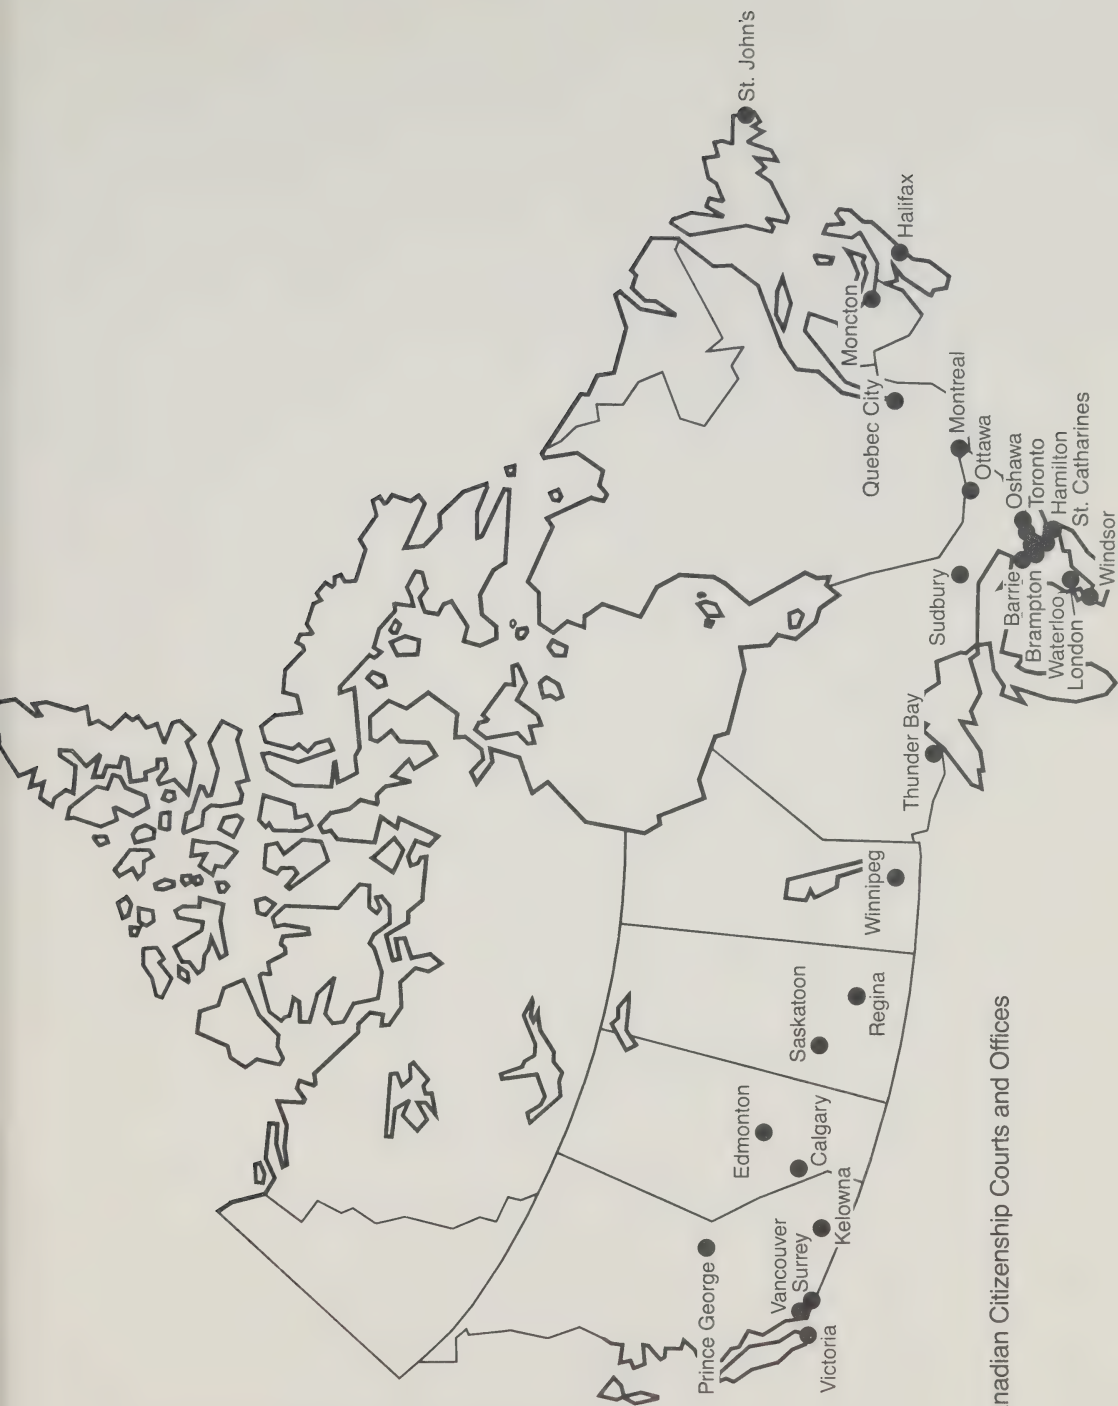 St. John's
Halifax
Moncton
Quebec City
Montreal
Ottawa
Oshawa
Toronto
Hamilton
St. Catharines
Windsor
Sudbury
Barrie
Brampton
Waterloo
London
Thunder Bay
Winnipeg
Saskatoon
Regina
Edmonton
Calgary
Kelowna
Prince George
Vancouver
Surrey
Victoria
nadian Citizenship Courts and Offices